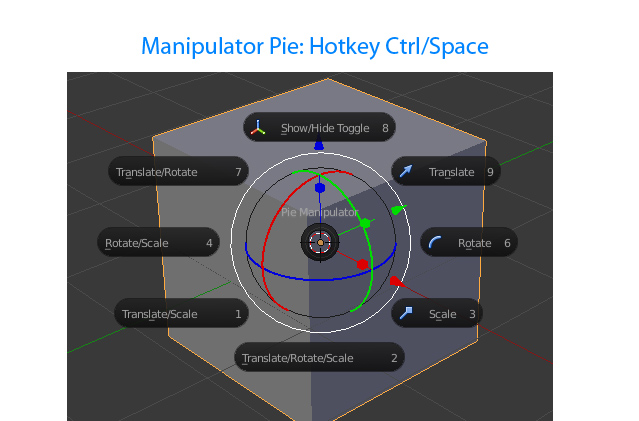 Manipulator Pie: Hotkey Ctrl/Space
Show/Hide Toggle 8
Translate/Rotate 7
Translate 9
Pie Manipulator
Rotate/Scale 4
Rotate 6
Translate/Scale 1
Scale 3
Translate/Rotate/Scale 2